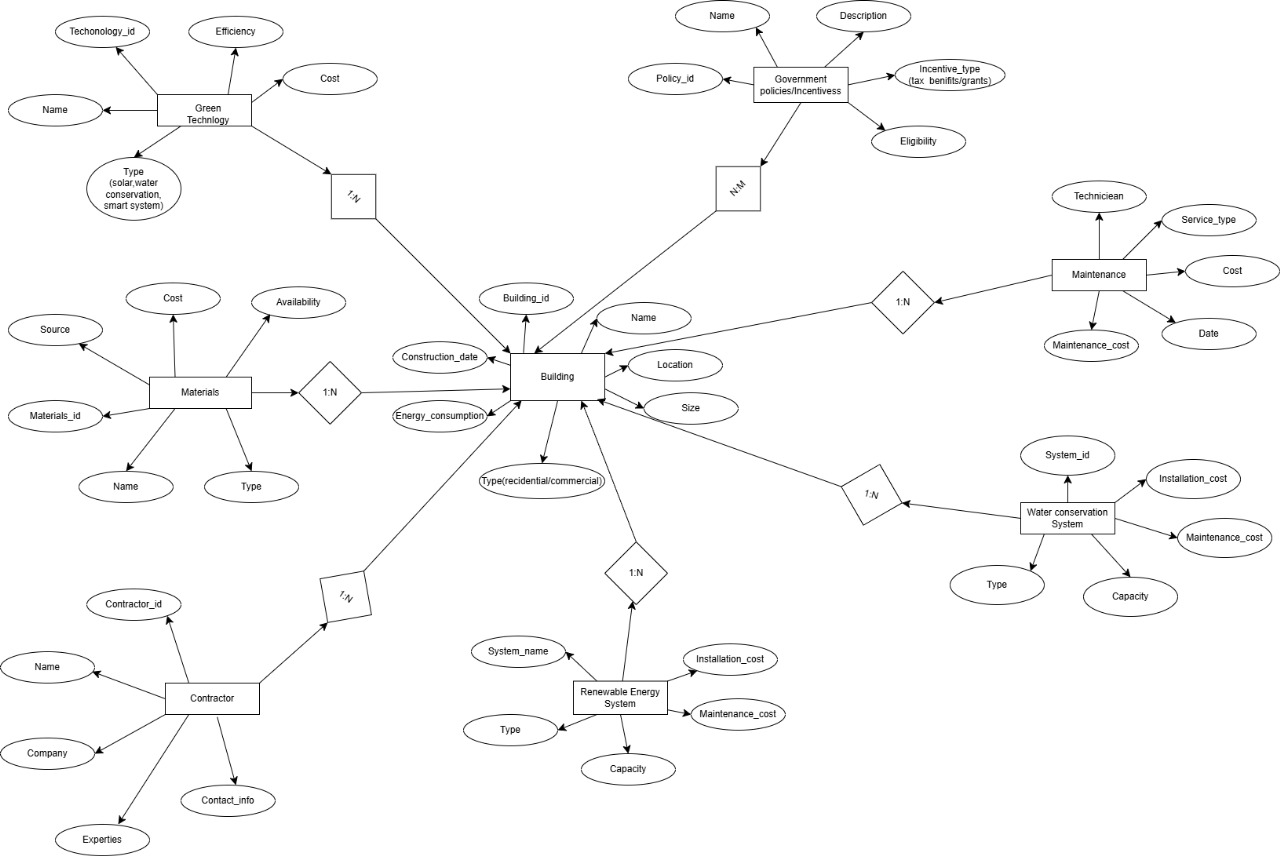 Techonology_id
Efficiency
Cost
Name
Green
Technlogy
Type
(solar,water
conservation,
smart system)
1:N
Name
Description
Policy_id
Government
policies/Incentivess
Incentive_type
(tax benifits/grants)
Eligibility
N:M
Techniciean
Service_type
Maintenance
Cost
Maintenance_cost
Date
1:N
Cost
Availability
Source
Materials
Materials_id
Name
Type
1:N
Building_id
Name
Construction_date
Building
Location
Energy_consumption
Size
Type(recidential/commercial)
System_id
Installation_cost
Water conservation
System
Maintenance_cost
Type
Capacity
1:N
Contractor_id
Name
Contractor
Company
Contact_info
Experties
1:N
1:N
System_name
Installation_cost
Renewable Energy
System
Maintenance_cost
Type
Capacity